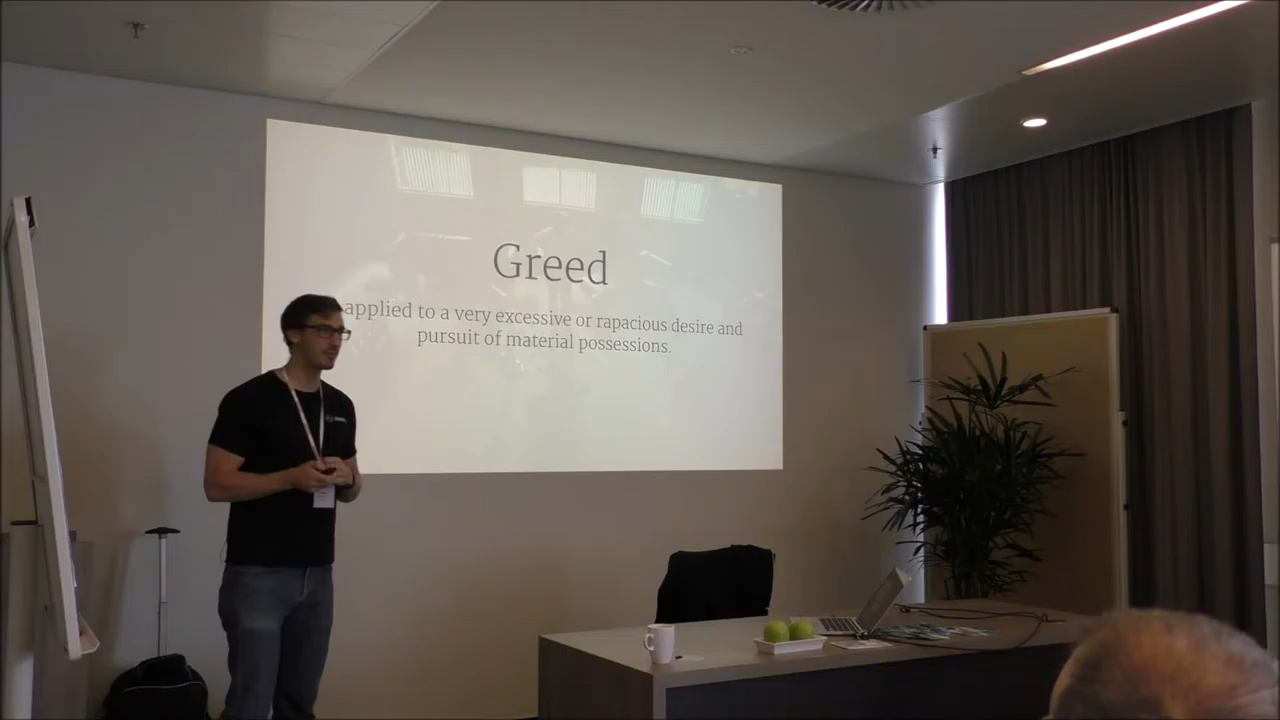 Greed
applied to a very excessive or rapacious desire and
pursuit of material possessions.